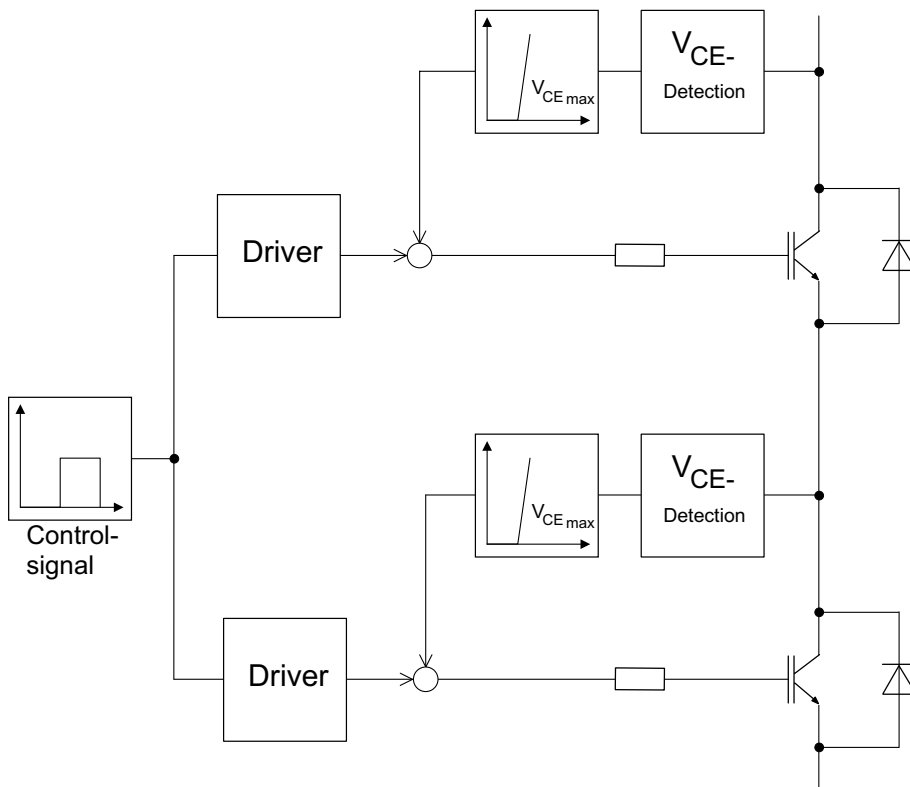 V_CE max
V_CE-
Detection
Driver
Control-
signal
V_CE max
V_CE-
Detection
Driver